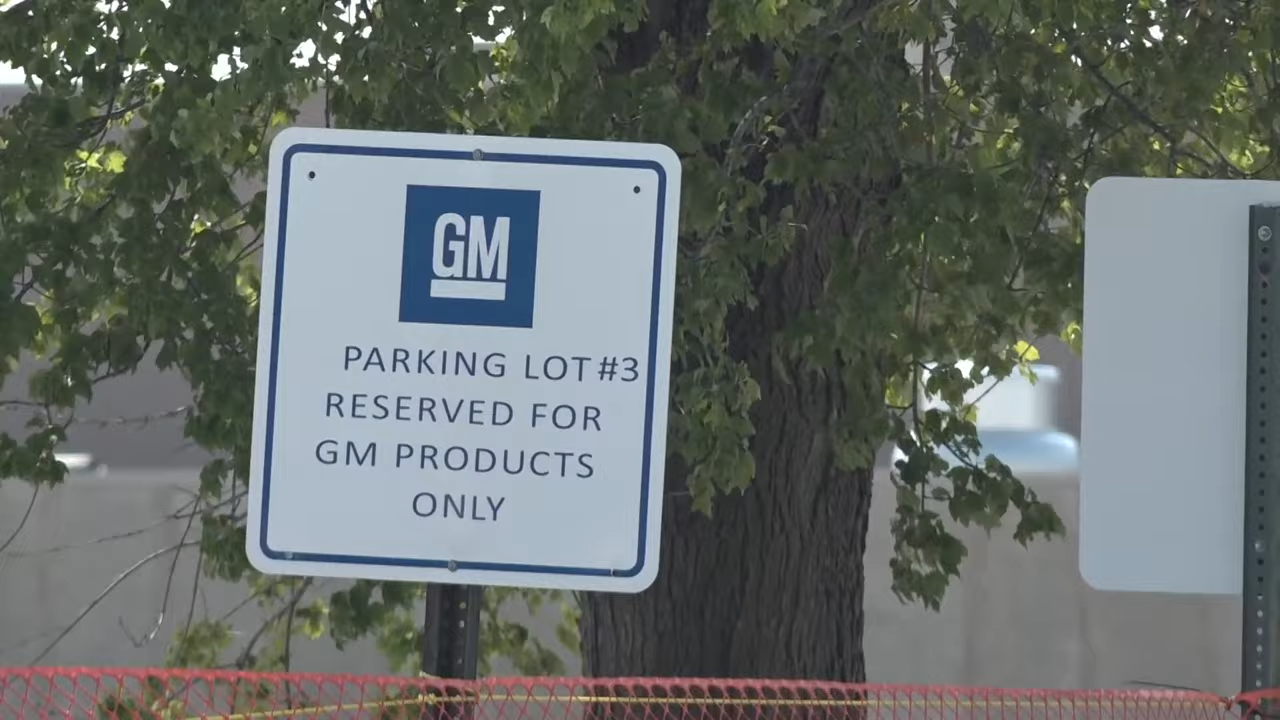 GM
PARKING LOT #3
RESERVED FOR
GM PRODUCTS
ONLY